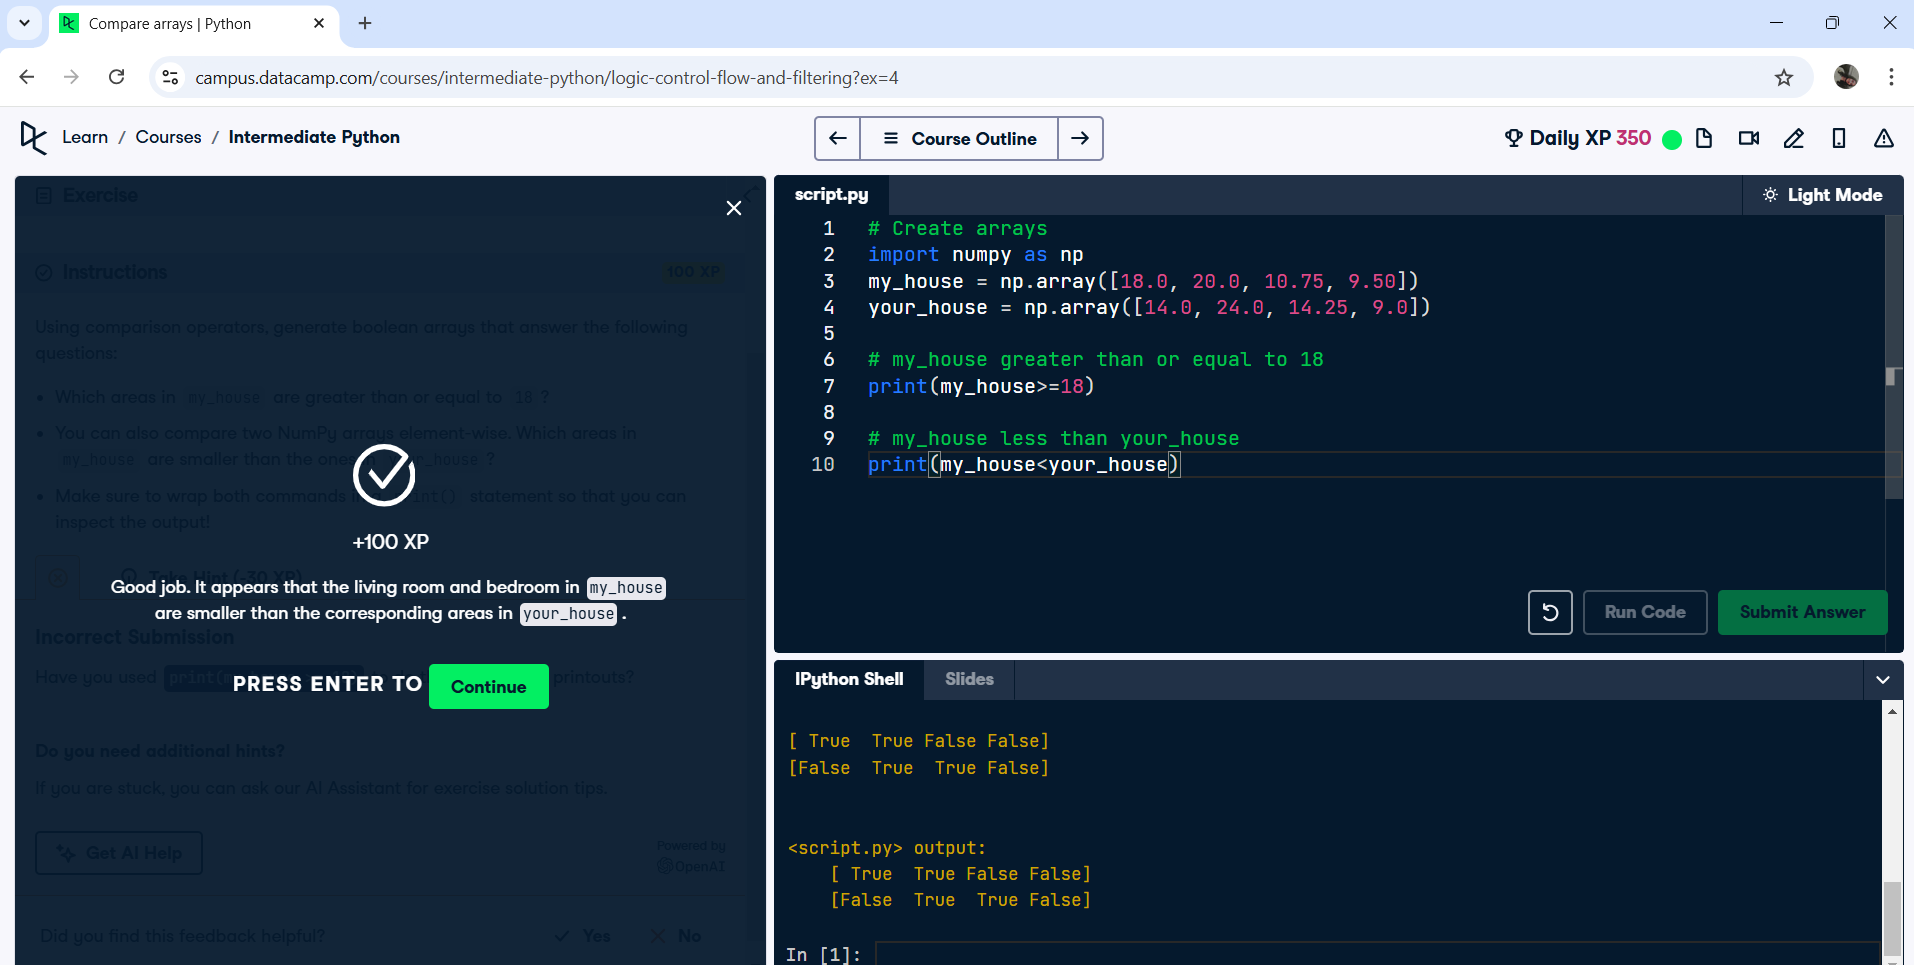 Compare arrays | Python
campus.datacamp.com/courses/intermediate-python/logic-control-flow-and-filtering?ex=4
Learn / Courses / Intermediate Python
Course Outline
Daily XP 350
Exercise
Instructions
100 XP
Using comparison operators, generate boolean arrays that answer the following
questions:
• Which areas in my_house are greater than or equal to 18 ?
• You can also compare two NumPy arrays element-wise. Which areas in
my_house are smaller than the ones in your_house ?
• Make sure to wrap both commands in a print() statement so that you can
inspect the output!
+100 XP
Take Hint (-30 XP)
Good job. It appears that the living room and bedroom in my_house
are smaller than the corresponding areas in your_house .
Incorrect Submission
Have you used print( printouts?
PRESS ENTER TO Continue
Do you need additional hints?
If you are stuck, you can ask our AI Assistant for exercise solution tips.
Get AI Help
Powered by
OpenAI
Did you find this feedback helpful?
Yes
No
script.py
Light Mode
1 # Create arrays
2 import numpy as np
3 my_house = np.array([18.0, 20.0, 10.75, 9.50])
4 your_house = np.array([14.0, 24.0, 14.25, 9.0])
5
6 # my_house greater than or equal to 18
7 print(my_house>=18)
8
9 # my_house less than your_house
10 print(my_house<your_house)
Run Code
Submit Answer
IPython Shell
Slides
[ True  True False False]
[False  True  True False]
<script.py> output:
[ True  True False False]
[False  True  True False]
In [1]: